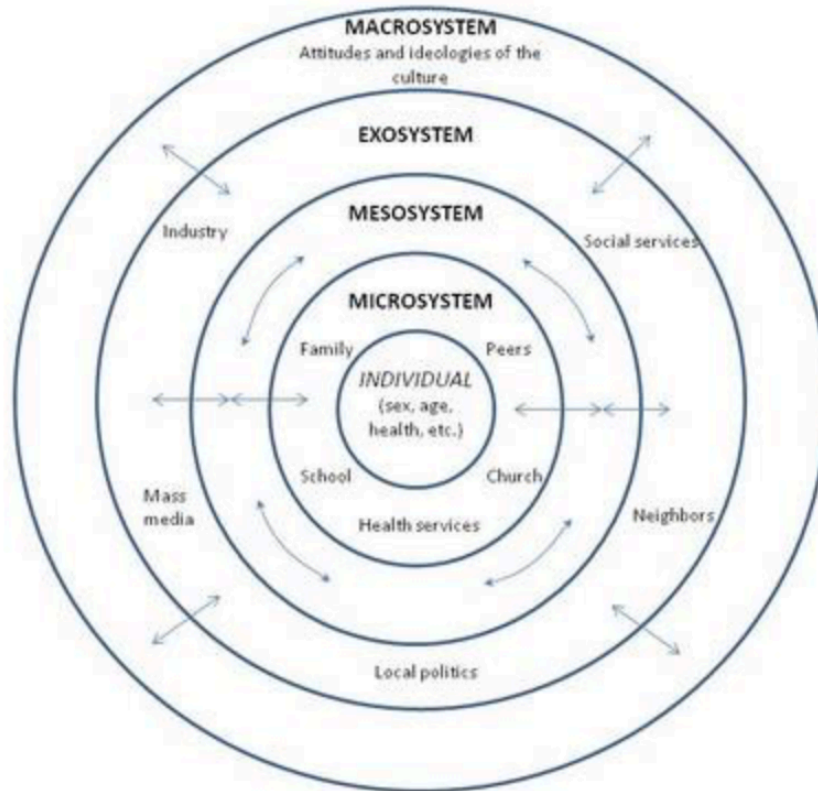 MACROSYSTEM
Attitudes and ideologies of the
culture
EXOSYSTEM
MESOSYSTEM
Industry
Social services
MICROSYSTEM
Family
Peers
INDIVIDUAL
(sex, age,
health, etc.)
School
Church
Mass
media
Health services
Neighbors
Local politics